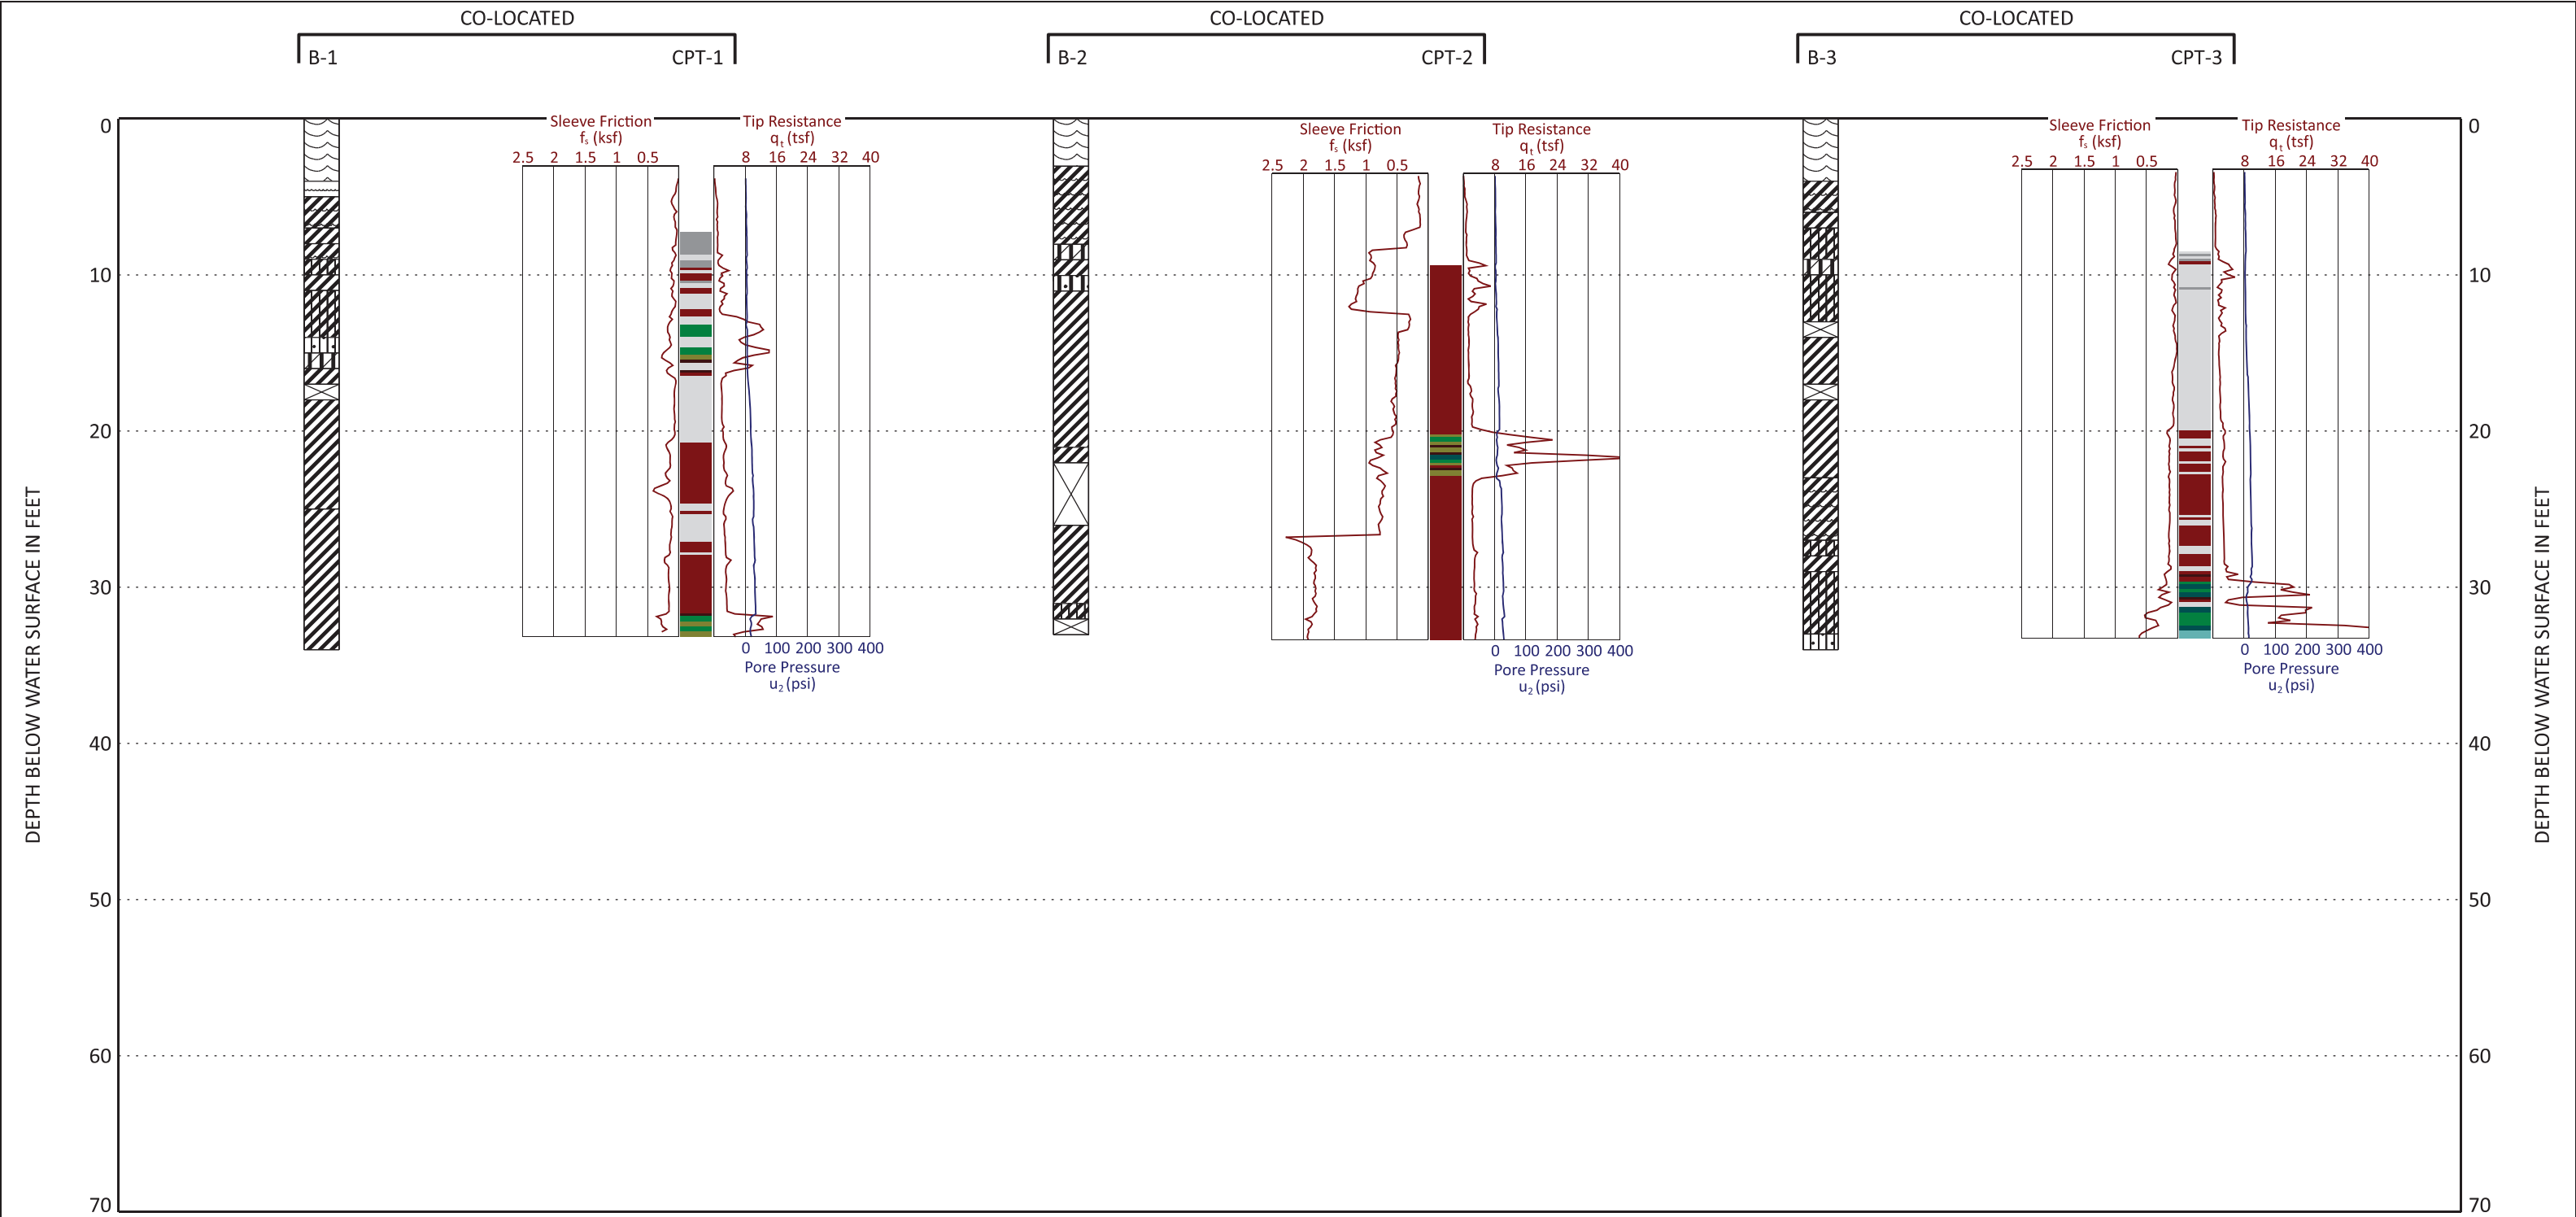 CO-LOCATED
B-1 CPT-1
CO-LOCATED
B-2 CPT-2
CO-LOCATED
B-3 CPT-3
DEPTH BELOW WATER SURFACE IN FEET
0
10
20
30
40
50
60
70
Sleeve Friction
fs (ksf)
2.5 2 1.5 1 0.5
Tip Resistance
qt (tsf)
8 16 24 32 40
0 100 200 300 400
Pore Pressure
u2 (psi)
Sleeve Friction
fs (ksf)
2.5 2 1.5 1 0.5
Tip Resistance
qt (tsf)
8 16 24 32 40
0 100 200 300 400
Pore Pressure
u2 (psi)
Sleeve Friction
fs (ksf)
2.5 2 1.5 1 0.5
Tip Resistance
qt (tsf)
8 16 24 32 40
0 100 200 300 400
Pore Pressure
u2 (psi)
0
10
20
30
40
50
60
70
DEPTH BELOW WATER SURFACE IN FEET